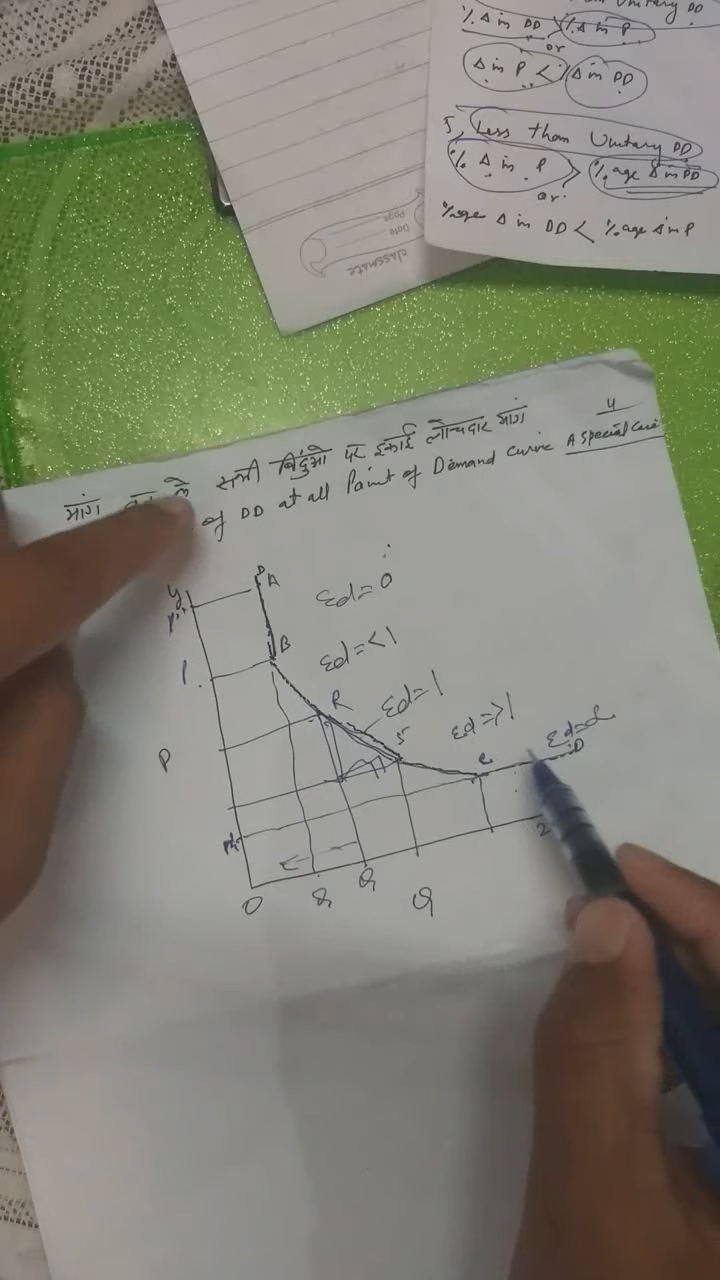 than Unitary DD
% Δ in DD > % Δ in P
or
Δ in P < Δ in DD
5, Less than Unitary DD
% Δ in P > %age Δ in DD
or
%age Δ in DD < %age Δ in P
classmate
Date
Page
4
मांग के सभी बिंदुओं पर इकाई लोचदार मांग
of DD at all Point of Demand Curve A Special Case
Y
D
A
Ed=0
P
B
Ed=<1
R
Ed=1
S
Ed=>1
C
Ed=α
D
P
O
Q
Q
Q